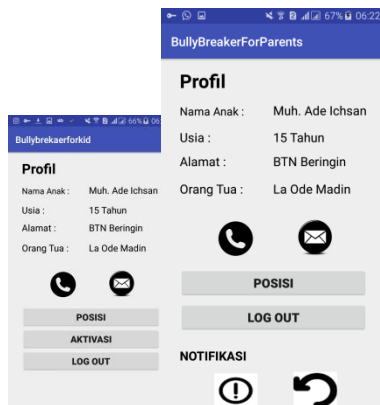 66% 06:
Bullybrekaerforkid
Profil
Nama Anak : Muh. Ade Ichsan
Usia : 15 Tahun
Alamat : BTN Beringin
Orang Tua : La Ode Madin
POSISI
AKTIVASI
LOG OUT
67% 06:22
BullyBreakerForParents
Profil
Nama Anak : Muh. Ade Ichsan
Usia : 15 Tahun
Alamat : BTN Beringin
Orang Tua : La Ode Madin
POSISI
LOG OUT
NOTIFIKASI